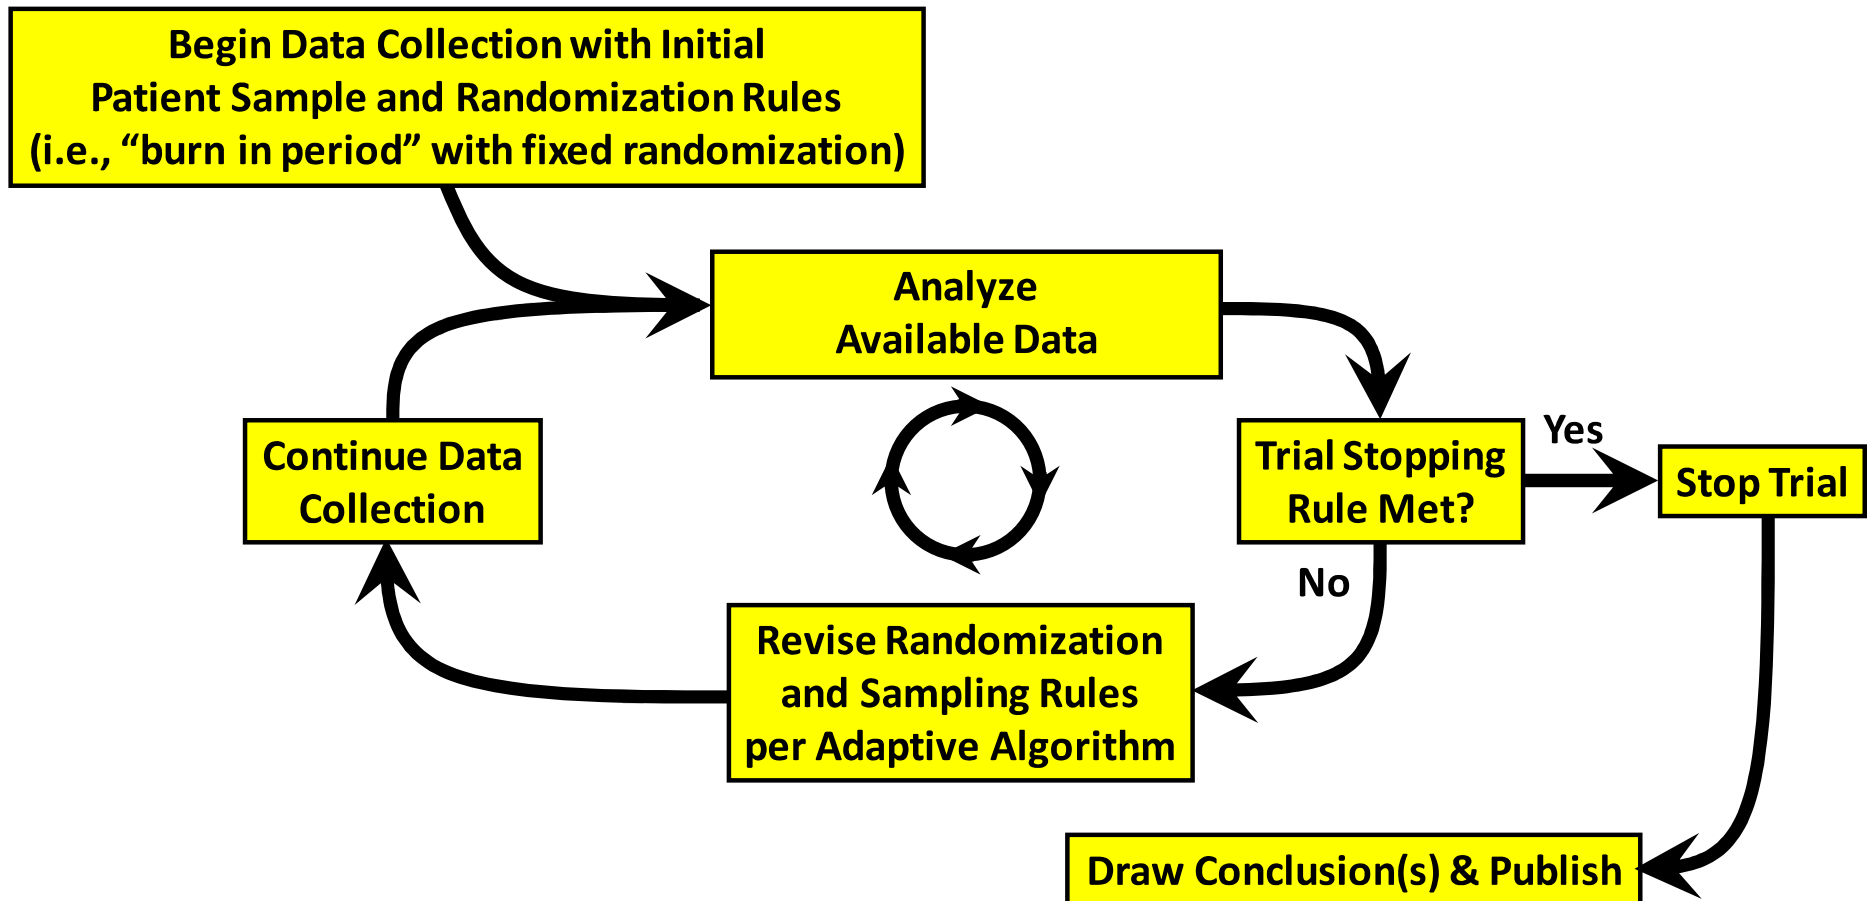 Begin Data Collection with Initial
Patient Sample and Randomization Rules
(i.e., “burn in period” with fixed randomization)
Analyze
Available Data
Continue Data
Collection
Trial Stopping
Rule Met?
Yes
Stop Trial
No
Revise Randomization
and Sampling Rules
per Adaptive Algorithm
Draw Conclusion(s) & Publish